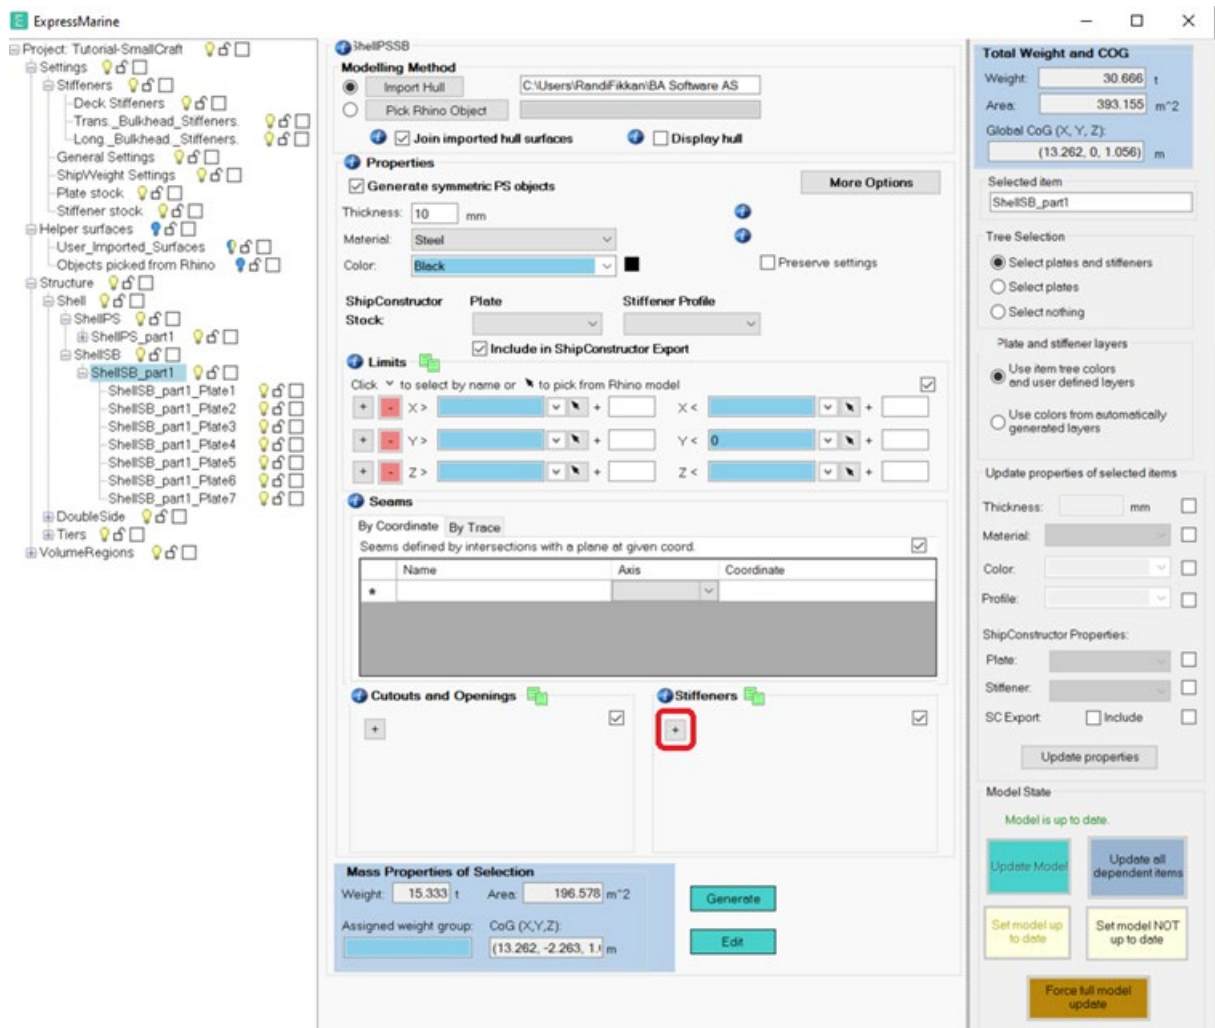 ExpressMarine
Project: Tutorial-SmallCraft
Settings
Stiffeners
Deck Stiffeners
Trans._Bulkhead_Stiffeners.
Long._Bulkhead_Stiffeners.
General Settings
ShipWeight Settings
Plate stock
Stiffener stock
Helper surfaces
User_Imported_Surfaces
Objects picked from Rhino
Structure
Shell
ShellPS
ShellPS_part1
ShellSB
ShellSB_part1
ShellSB_part1_Plate1
ShellSB_part1_Plate2
ShellSB_part1_Plate3
ShellSB_part1_Plate4
ShellSB_part1_Plate5
ShellSB_part1_Plate6
ShellSB_part1_Plate7
DoubleSide
Tiers
VolumeRegions
ShellPSSB
Modelling Method
Import Hull C:\Users\RandiFikkan\BA Software AS
Pick Rhino Object
Join imported hull surfaces Display hull
Properties
Generate symmetric PS objects More Options
Thickness: 10 mm
Material: Steel
Color: Black Preserve settings
ShipConstructor Plate Stiffener Profile
Stock:
Include in ShipConstructor Export
Limits
Click to select by name or to pick from Rhino model
+ - X > + X < +
+ - Y > + Y < 0 +
+ - Z > + Z < +
Seams
By Coordinate By Trace
Seams defined by intersections with a plane at given coord.
Name Axis Coordinate
*
Cutouts and Openings Stiffeners
+ +
Mass Properties of Selection
Weight: 15.333 t Area: 196.578 m^2
Assigned weight group: CoG (X,Y,Z):
(13.262, -2.263, 1. m
Generate
Edit
Total Weight and COG
Weight: 30.666 t
Area: 393.155 m^2
Global CoG (X, Y, Z):
(13.262, 0, 1.056) m
Selected item
ShellSB_part1
Tree Selection
Select plates and stiffeners
Select plates
Select nothing
Plate and stiffener layers
Use item tree colors
and user defined layers
Use colors from automatically
generated layers
Update properties of selected items
Thickness: mm
Material:
Color:
Profile:
ShipConstructor Properties:
Plate:
Stiffener:
SC Export: Include
Update properties
Model State
Model is up to date.
Update Model
Update all
dependent items
Set model up
to date
Set model NOT
up to date
Force full model
update